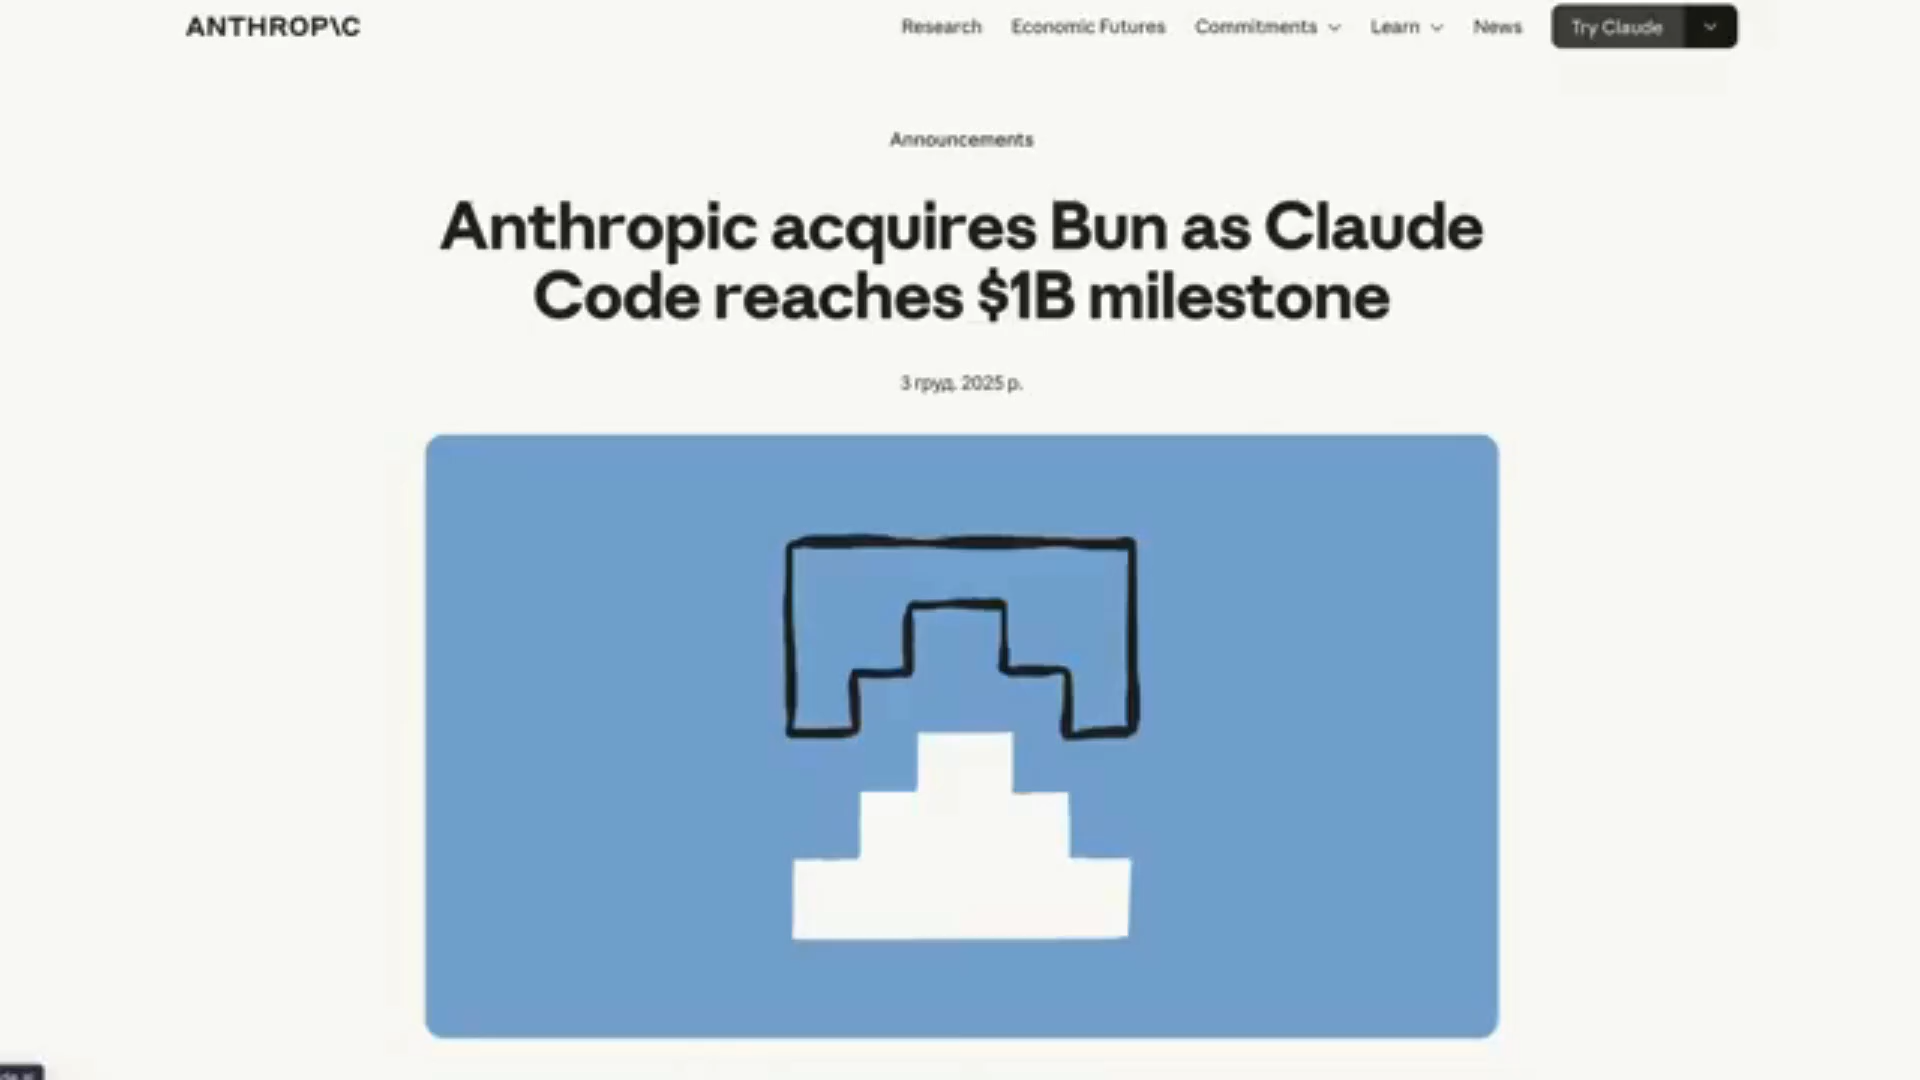 ANTHROP\C
Research Economic Futures Commitments Learn News Try Claude
Announcements
Anthropic acquires Bun as Claude
Code reaches $1B milestone
3 груд. 2025 р.